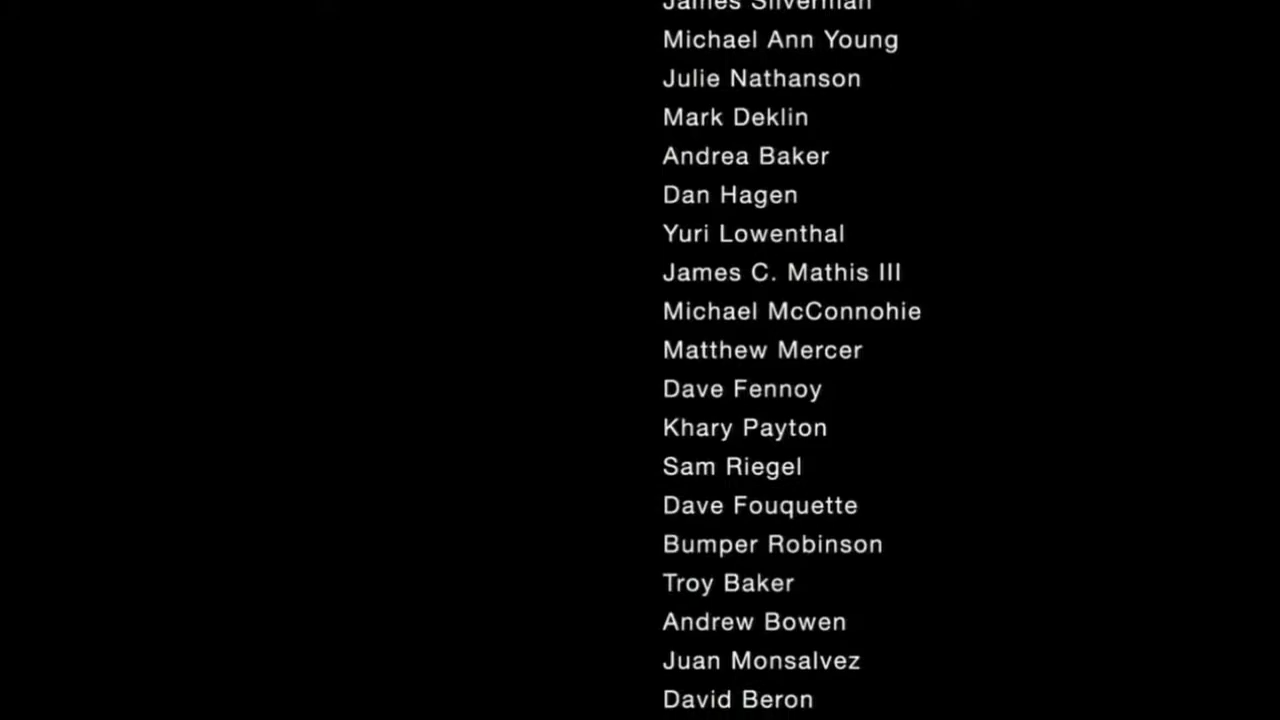 James Silverman
Michael Ann Young
Julie Nathanson
Mark Deklin
Andrea Baker
Dan Hagen
Yuri Lowenthal
James C. Mathis III
Michael McConnohie
Matthew Mercer
Dave Fennoy
Khary Payton
Sam Riegel
Dave Fouquette
Bumper Robinson
Troy Baker
Andrew Bowen
Juan Monsalvez
David Beron